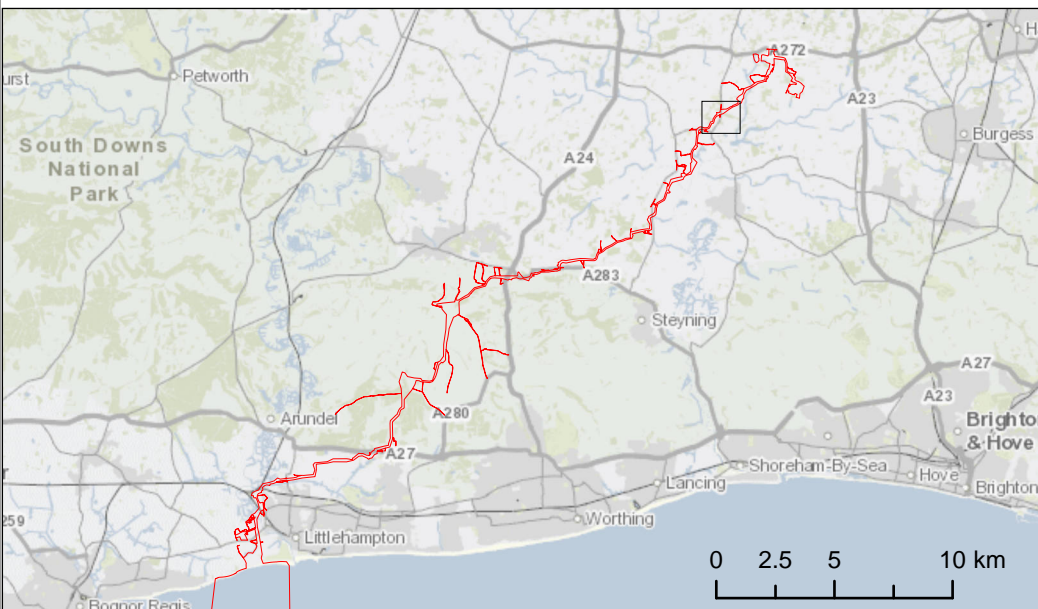 A272
H
Petworth
urst
A23
Burgess
South Downs
National
Park
A24
A283
Steyning
A27
A23
Arundel
A280
Brighto
& Hove
A27
Shoreham-By-Sea
Hove
Lancing
Brighton
r
259
Worthing
Littlehampton
0 2.5 5 10 km
Bognor Regis